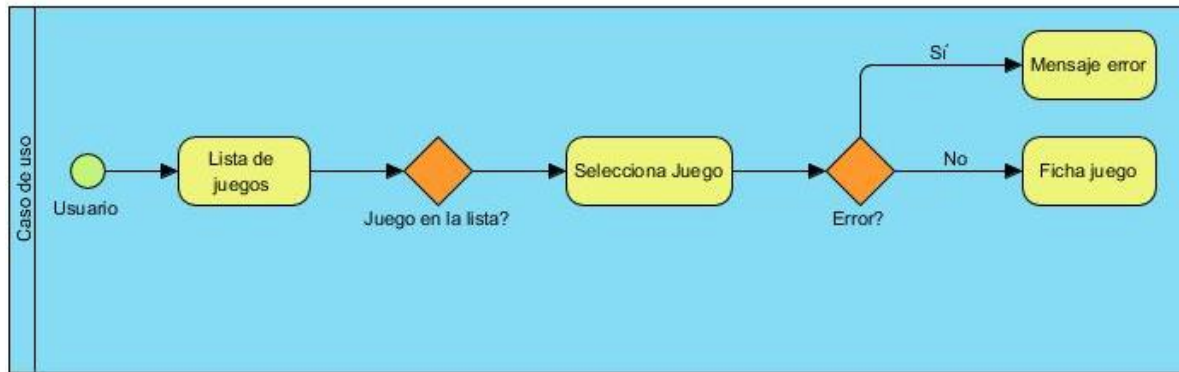 Caso de uso
Usuario
Lista de
juegos
Juego en la lista?
Selecciona Juego
Error?
Sí
Mensaje error
No
Ficha juego